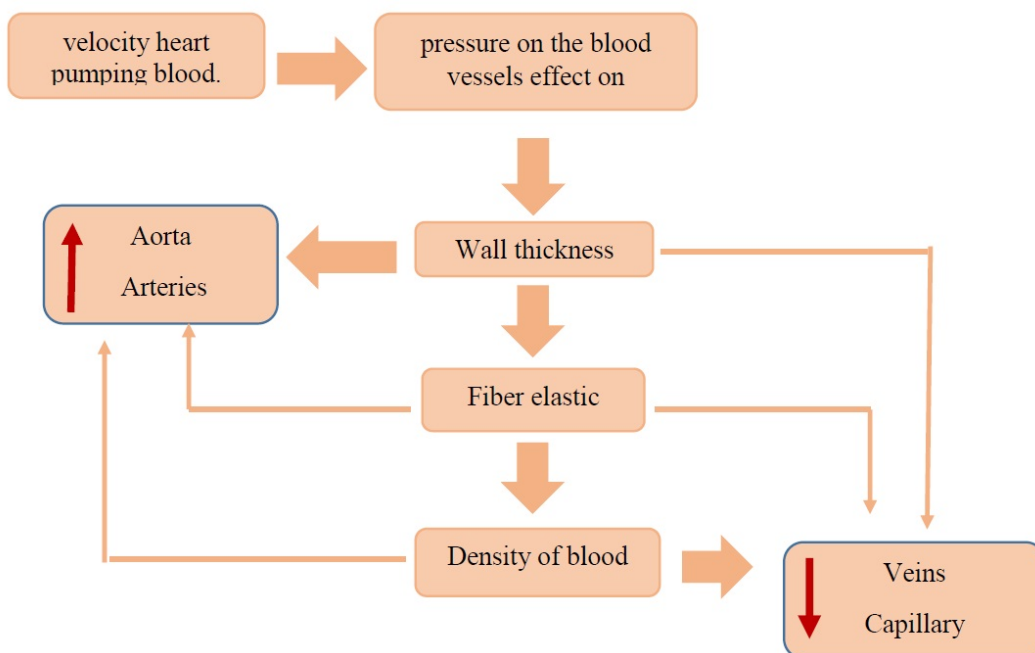 velocity heart
pumping blood.
pressure on the blood
vessels effect on
Aorta
Arteries
Wall thickness
Fiber elastic
Density of blood
Veins
Capillary